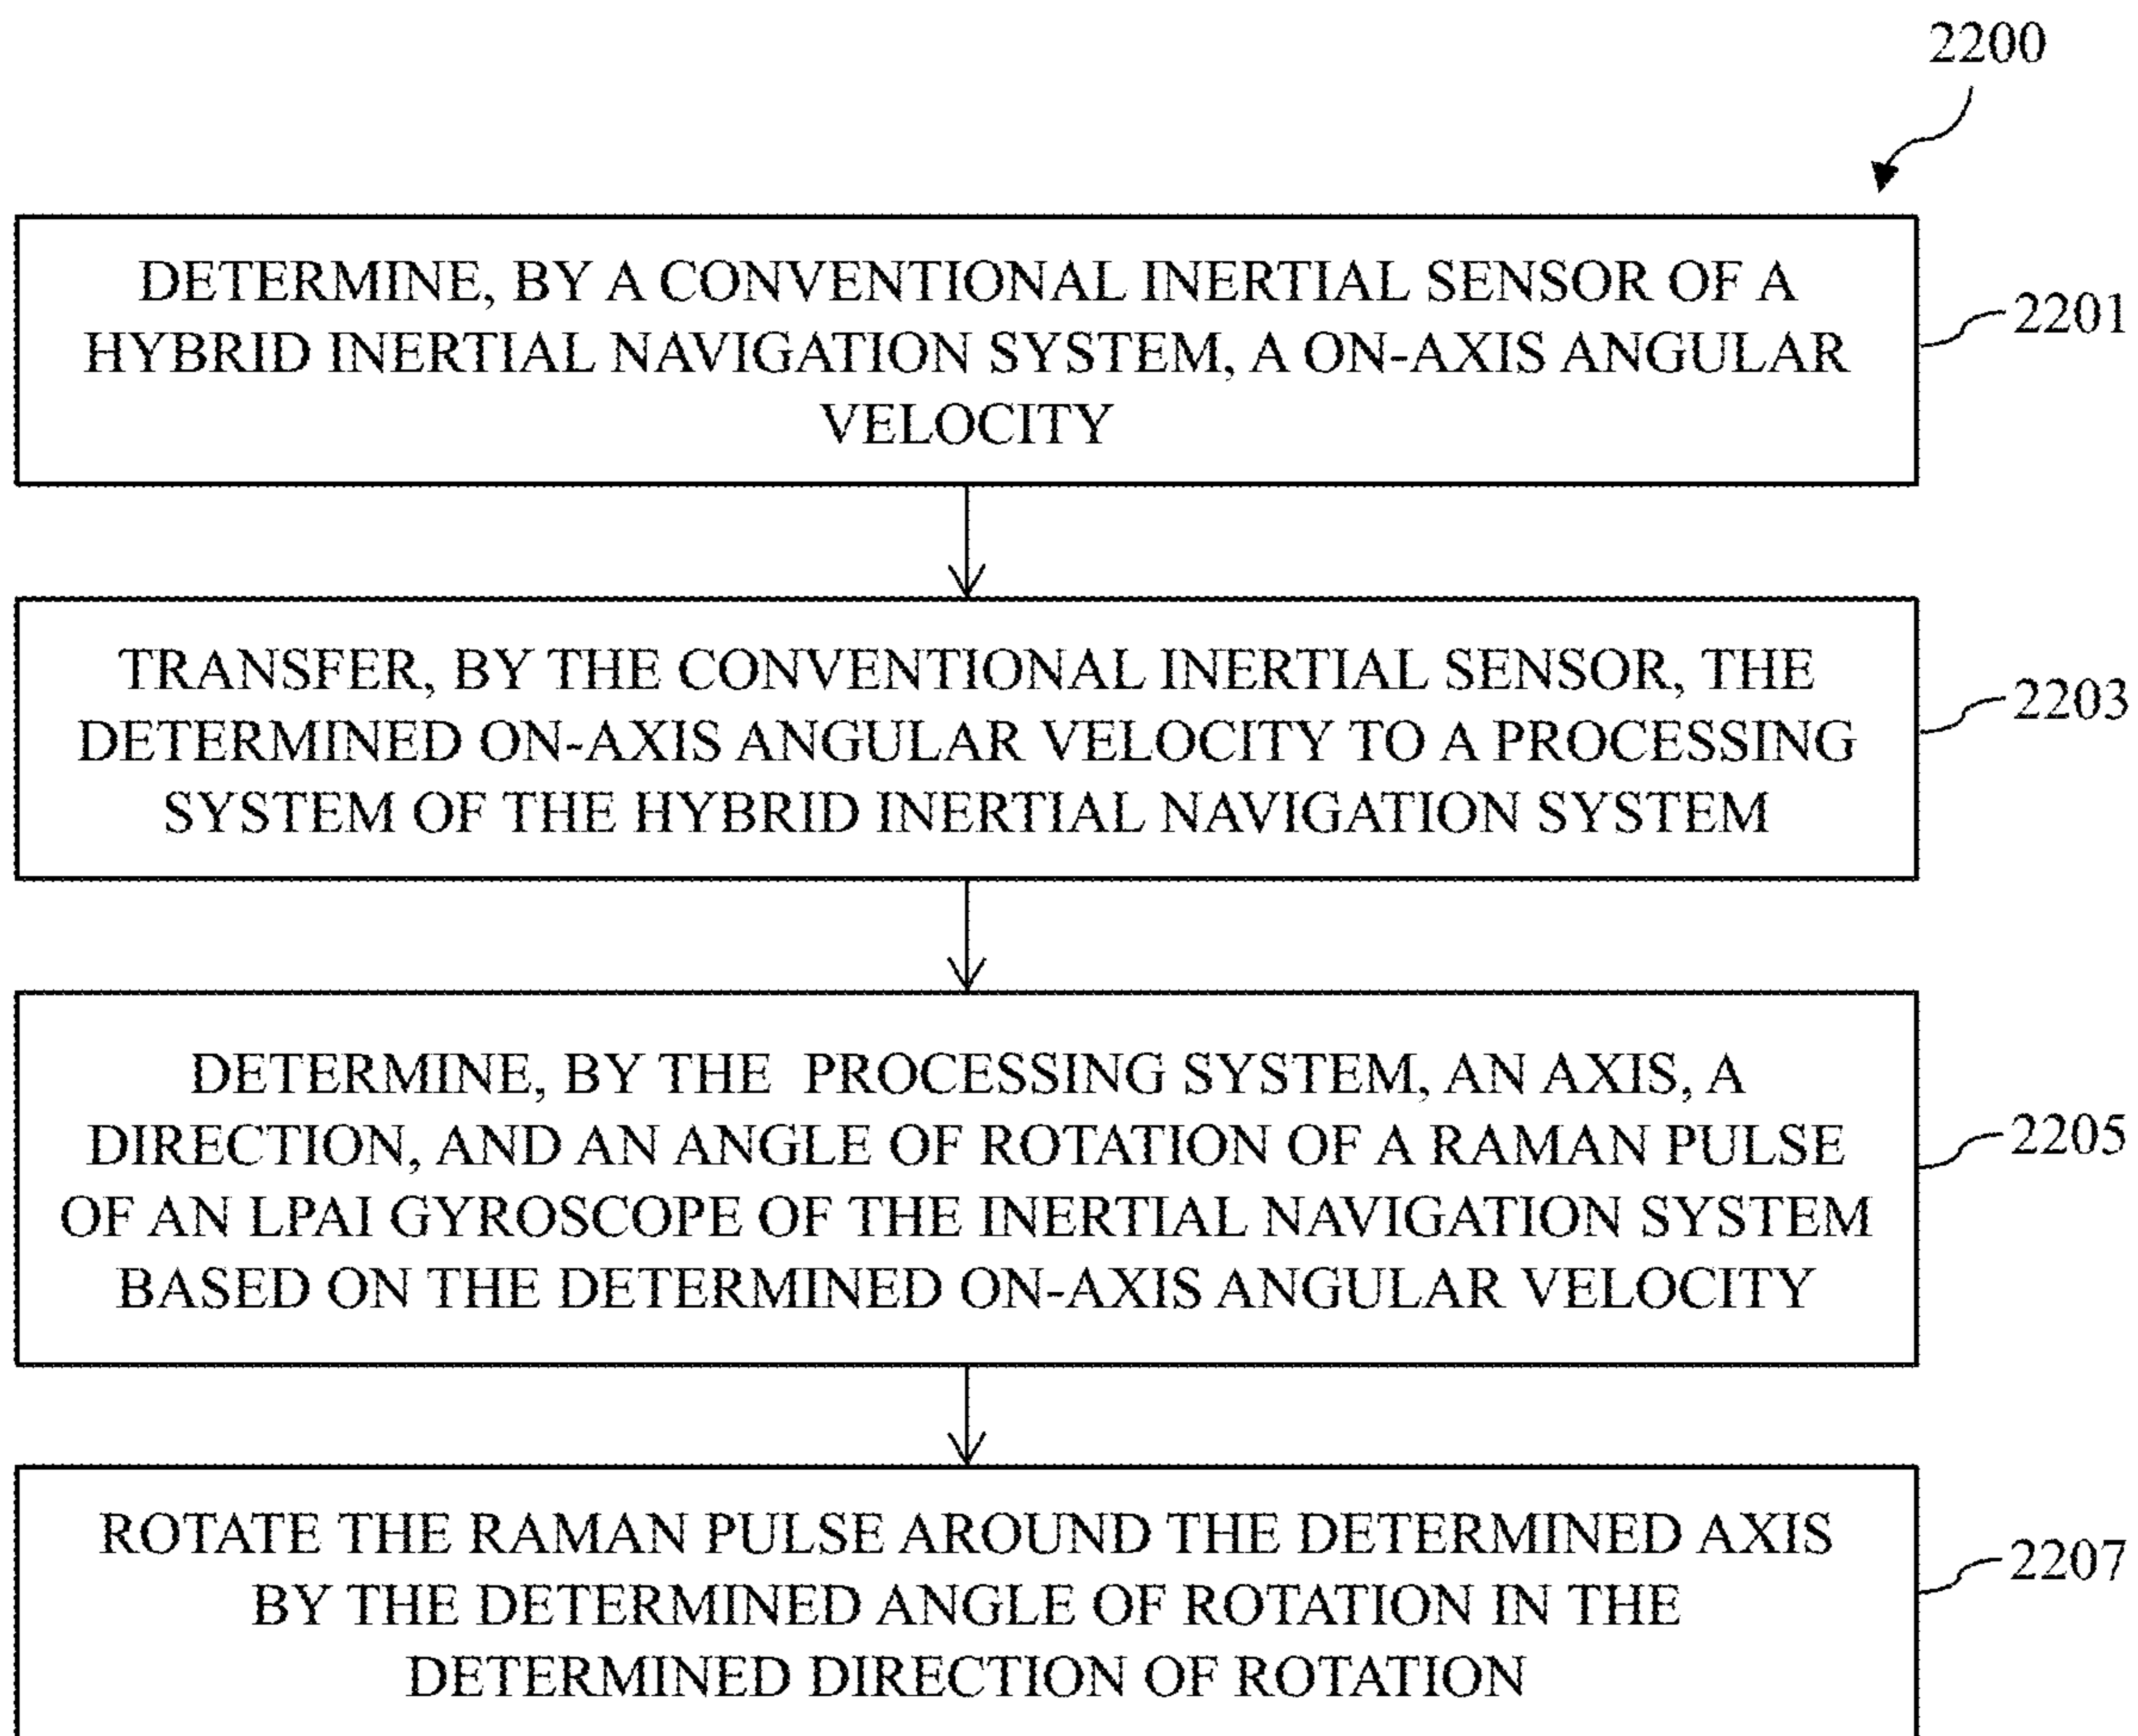 2200
DETERMINE, BY A CONVENTIONAL INERTIAL SENSOR OF A
HYBRID INERTIAL NAVIGATION SYSTEM, A ON-AXIS ANGULAR
VELOCITY
2201
TRANSFER, BY THE CONVENTIONAL INERTIAL SENSOR, THE
DETERMINED ON-AXIS ANGULAR VELOCITY TO A PROCESSING
SYSTEM OF THE HYBRID INERTIAL NAVIGATION SYSTEM
2203
DETERMINE, BY THE PROCESSING SYSTEM, AN AXIS, A
DIRECTION, AND AN ANGLE OF ROTATION OF A RAMAN PULSE
OF AN LPAI GYROSCOPE OF THE INERTIAL NAVIGATION SYSTEM
BASED ON THE DETERMINED ON-AXIS ANGULAR VELOCITY
2205
ROTATE THE RAMAN PULSE AROUND THE DETERMINED AXIS
BY THE DETERMINED ANGLE OF ROTATION IN THE
DETERMINED DIRECTION OF ROTATION
2207